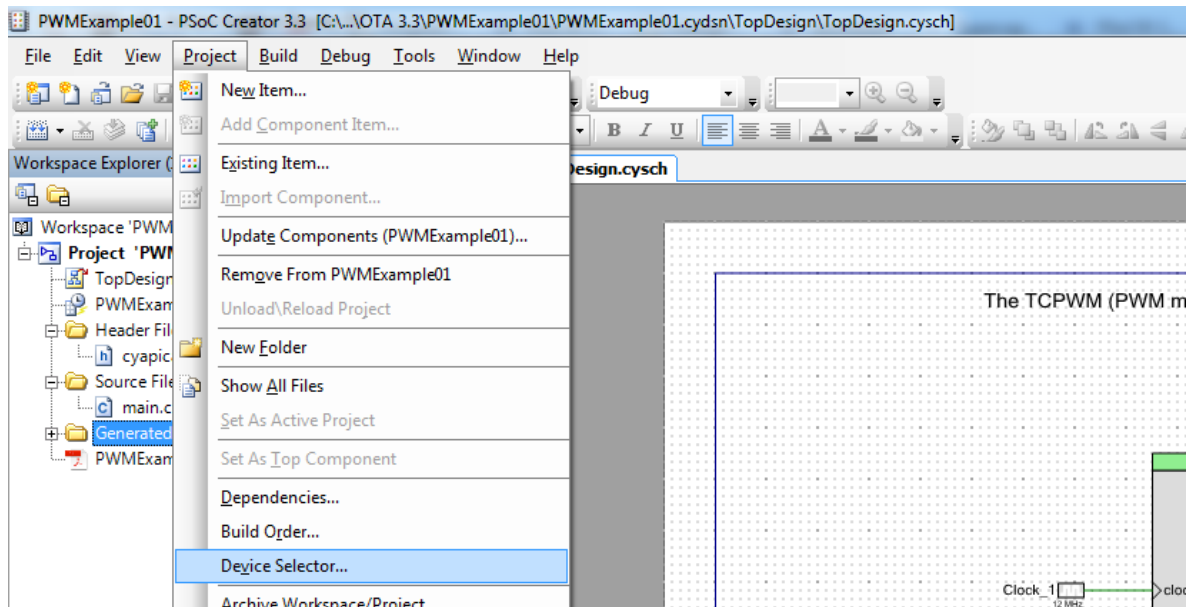 PWMExample01 - PSoC Creator 3.3 [C:\...\OTA 3.3\PWMExample01\PWMExample01.cydsn\TopDesign\TopDesign.cysch]
File Edit View Project Build Debug Tools Window Help
New Item...
Debug
Add Component Item...
B I U A
Workspace Explorer (
Existing Item...
Design.cysch
Import Component...
Workspace 'PWM
Update Components (PWMExample01)...
Project 'PWM
Remove From PWMExample01
TopDesign
The TCPWM (PWM m
PWMExam
Unload\Reload Project
Header Fil
New Folder
cyapic
Source File
Show All Files
main.c
Set As Active Project
Generated
PWMExam
Set As Top Component
Dependencies...
Build Order...
Device Selector...
Clock_1
cloc
Archive Workspace/Project
12 MHz